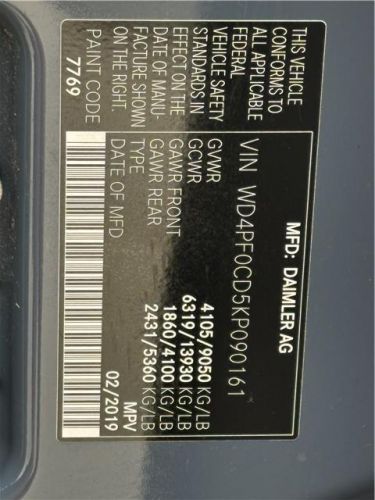 MFD: DAIMLER AG
VIN WD4PF0CD5KP090161
GVWR 4105/9050 KG/LB
GCWR 6319/13930 KG/LB
GAWR FRONT 1860/4100 KG/LB
GAWR REAR 2431/5360 KG/LB
TYPE MPV
DATE OF MFD 02/2019
THIS VEHICLE
CONFORMS TO
ALL APPLICABLE
FEDERAL MOTOR
VEHICLE SAFETY
STANDARDS IN
EFFECT ON THE
DATE OF MANU-
FACTURE SHOWN
ON THE RIGHT.
PAINT CODE
7769